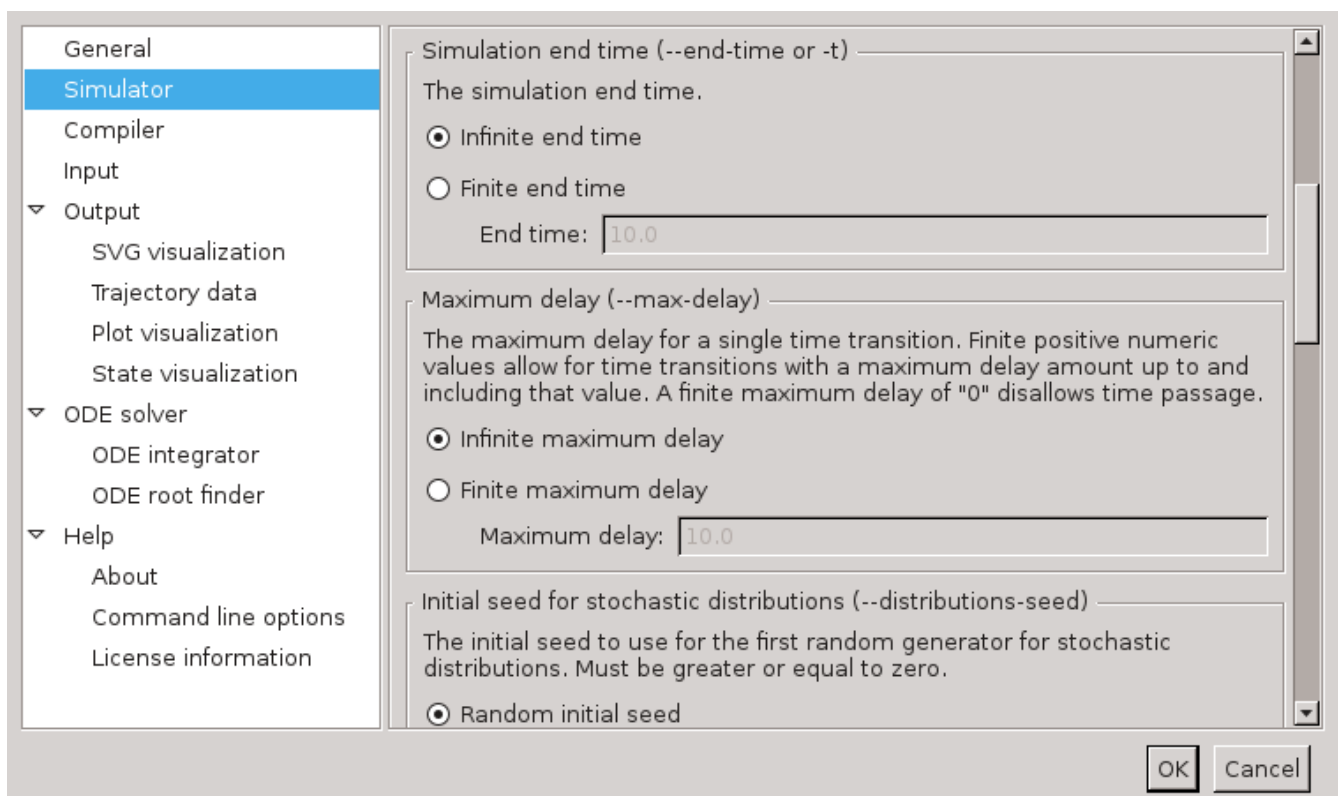 General
Simulator
Compiler
Input
Output
SVG visualization
Trajectory data
Plot visualization
State visualization
ODE solver
ODE integrator
ODE root finder
Help
About
Command line options
License information
Simulation end time (--end-time or -t)
The simulation end time.
Infinite end time
Finite end time
End time: 10.0
Maximum delay (--max-delay)
The maximum delay for a single time transition. Finite positive numeric
values allow for time transitions with a maximum delay amount up to and
including that value. A finite maximum delay of "0" disallows time passage.
Infinite maximum delay
Finite maximum delay
Maximum delay: 10.0
Initial seed for stochastic distributions (--distributions-seed)
The initial seed to use for the first random generator for stochastic
distributions. Must be greater or equal to zero.
Random initial seed
OK Cancel